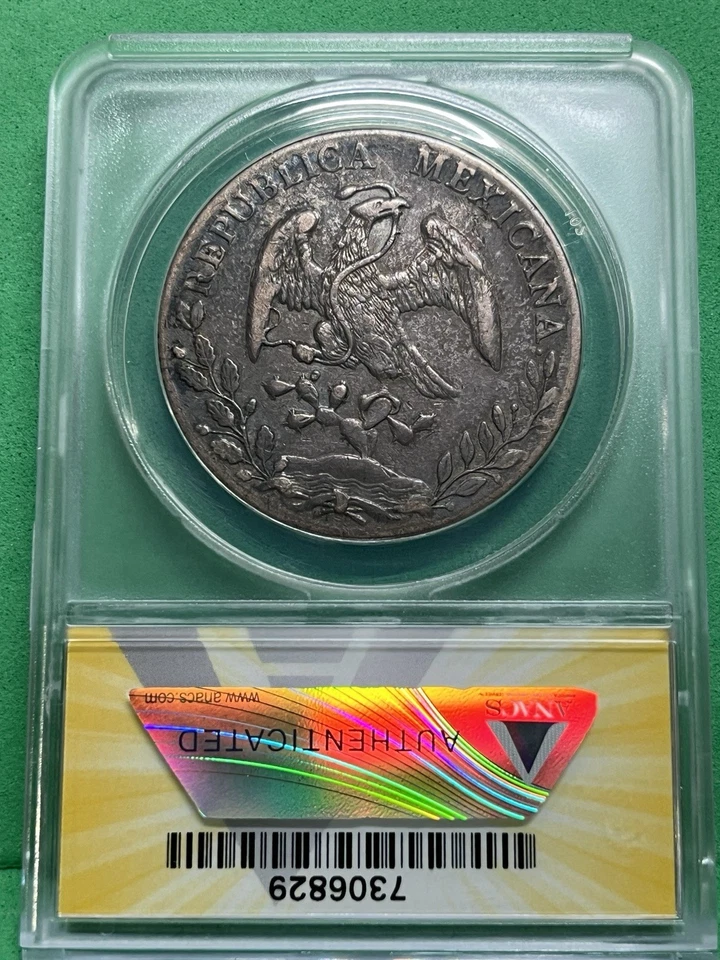 REPUBLICA MEXICANA
www.anacs.com
ANACS
AUTHENTICATED
7306829